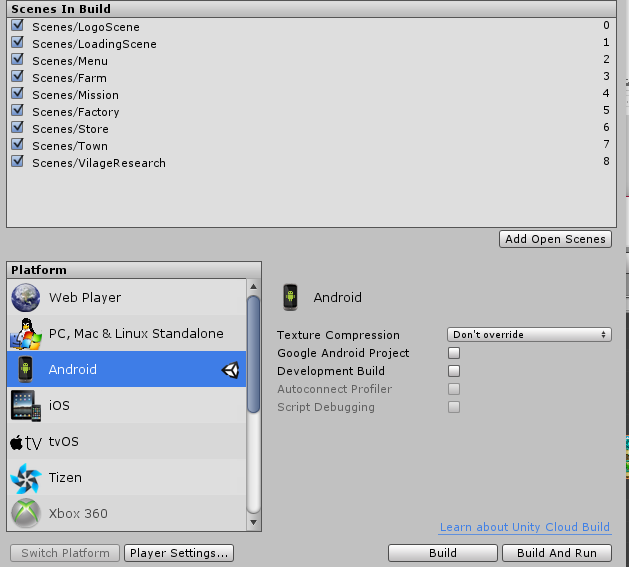 Scenes In Build
Scenes/LogoScene 0
Scenes/LoadingScene 1
Scenes/Menu 2
Scenes/Farm 3
Scenes/Mission 4
Scenes/Factory 5
Scenes/Store 6
Scenes/Town 7
Scenes/VilageResearch 8
Add Open Scenes
Platform
Web Player
PC, Mac & Linux Standalone
Android
iOS
tv tvOS
Tizen
Xbox 360
Android
Texture Compression Don't override
Google Android Project
Development Build
Autoconnect Profiler
Script Debugging
Learn about Unity Cloud Build
Switch Platform Player Settings... Build Build And Run